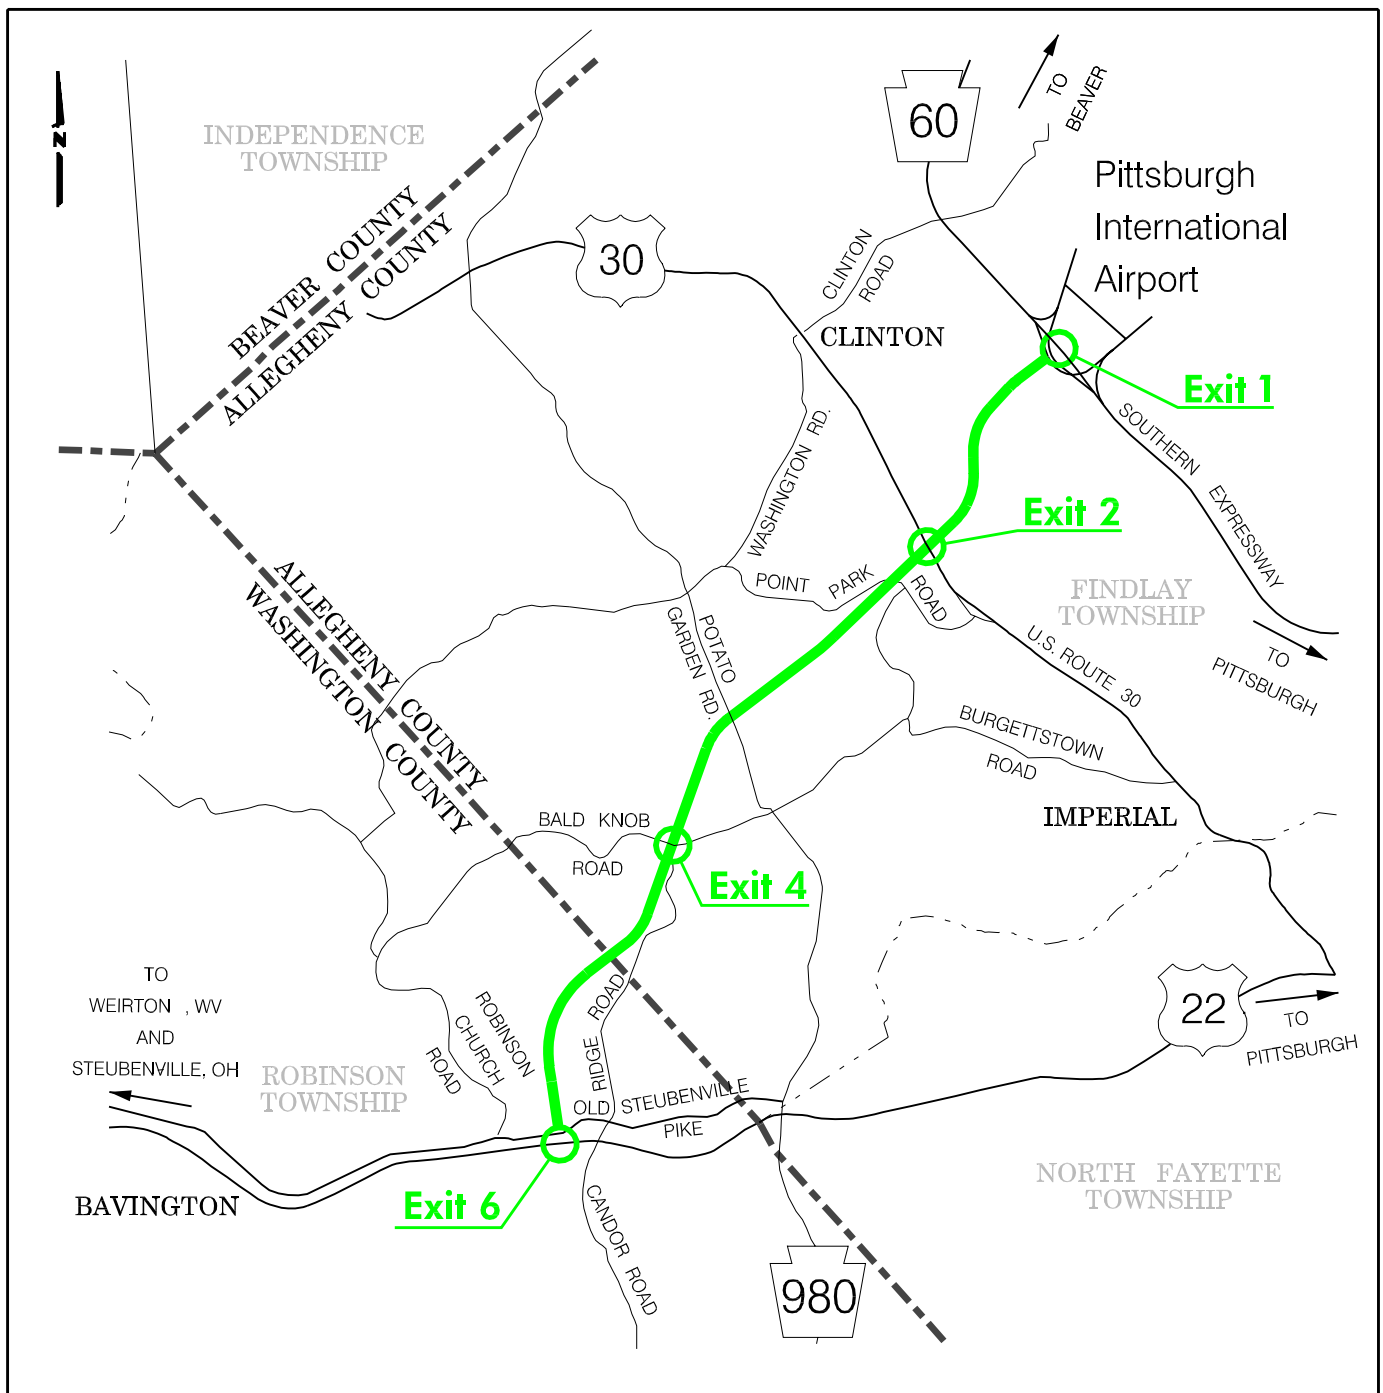 N
INDEPENDENCE
TOWNSHIP
BEAVER COUNTY
ALLEGHENY COUNTY
30
60
TO
BEAVER
Pittsburgh
International
Airport
CLINTON
ROAD
CLINTON
Exit 1
SOUTHERN EXPRESSWAY
WASHINGTON RD.
Exit 2
POINT PARK ROAD
FINDLAY
TOWNSHIP
TO
PITTSBURGH
ALLEGHENY COUNTY
WASHINGTON COUNTY
POTATO
GARDEN RD.
U.S. ROUTE 30
BURGETTSTOWN
ROAD
IMPERIAL
BALD KNOB
ROAD
Exit 4
TO
WEIRTON , WV
AND
STEUBENVILLE, OH
ROBINSON
CHURCH
ROAD
RIDGE ROAD
22
TO
PITTSBURGH
ROBINSON
TOWNSHIP
OLD STEUBENVILLE
PIKE
BAVINGTON
Exit 6
CANDOR ROAD
NORTH FAYETTE
TOWNSHIP
980